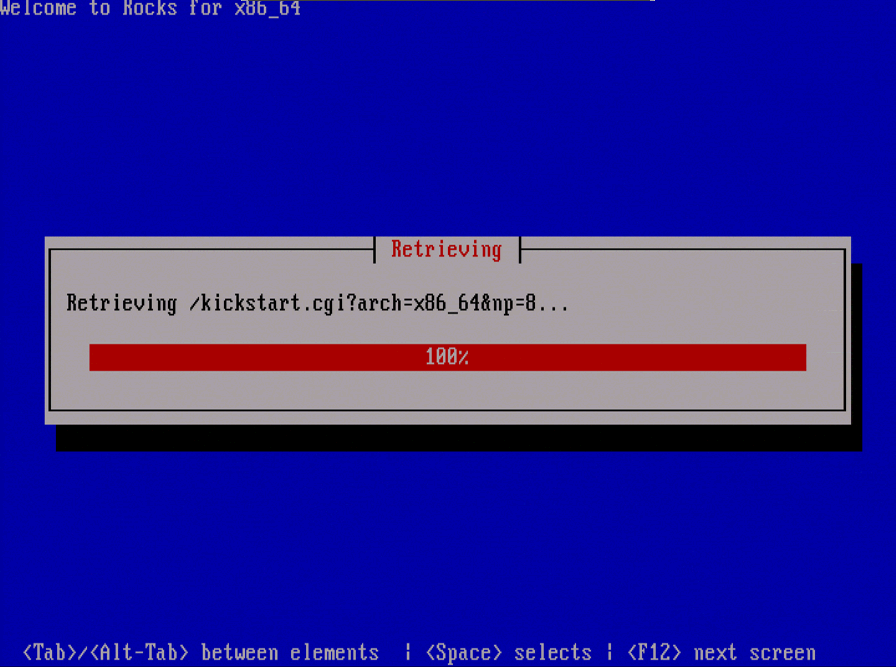 Welcome to Rocks for x86_64
Retrieving
Retrieving /kickstart.cgi?arch=x86_64&np=8...
100%
<Tab>/<Alt-Tab> between elements | <Space> selects | <F12> next screen